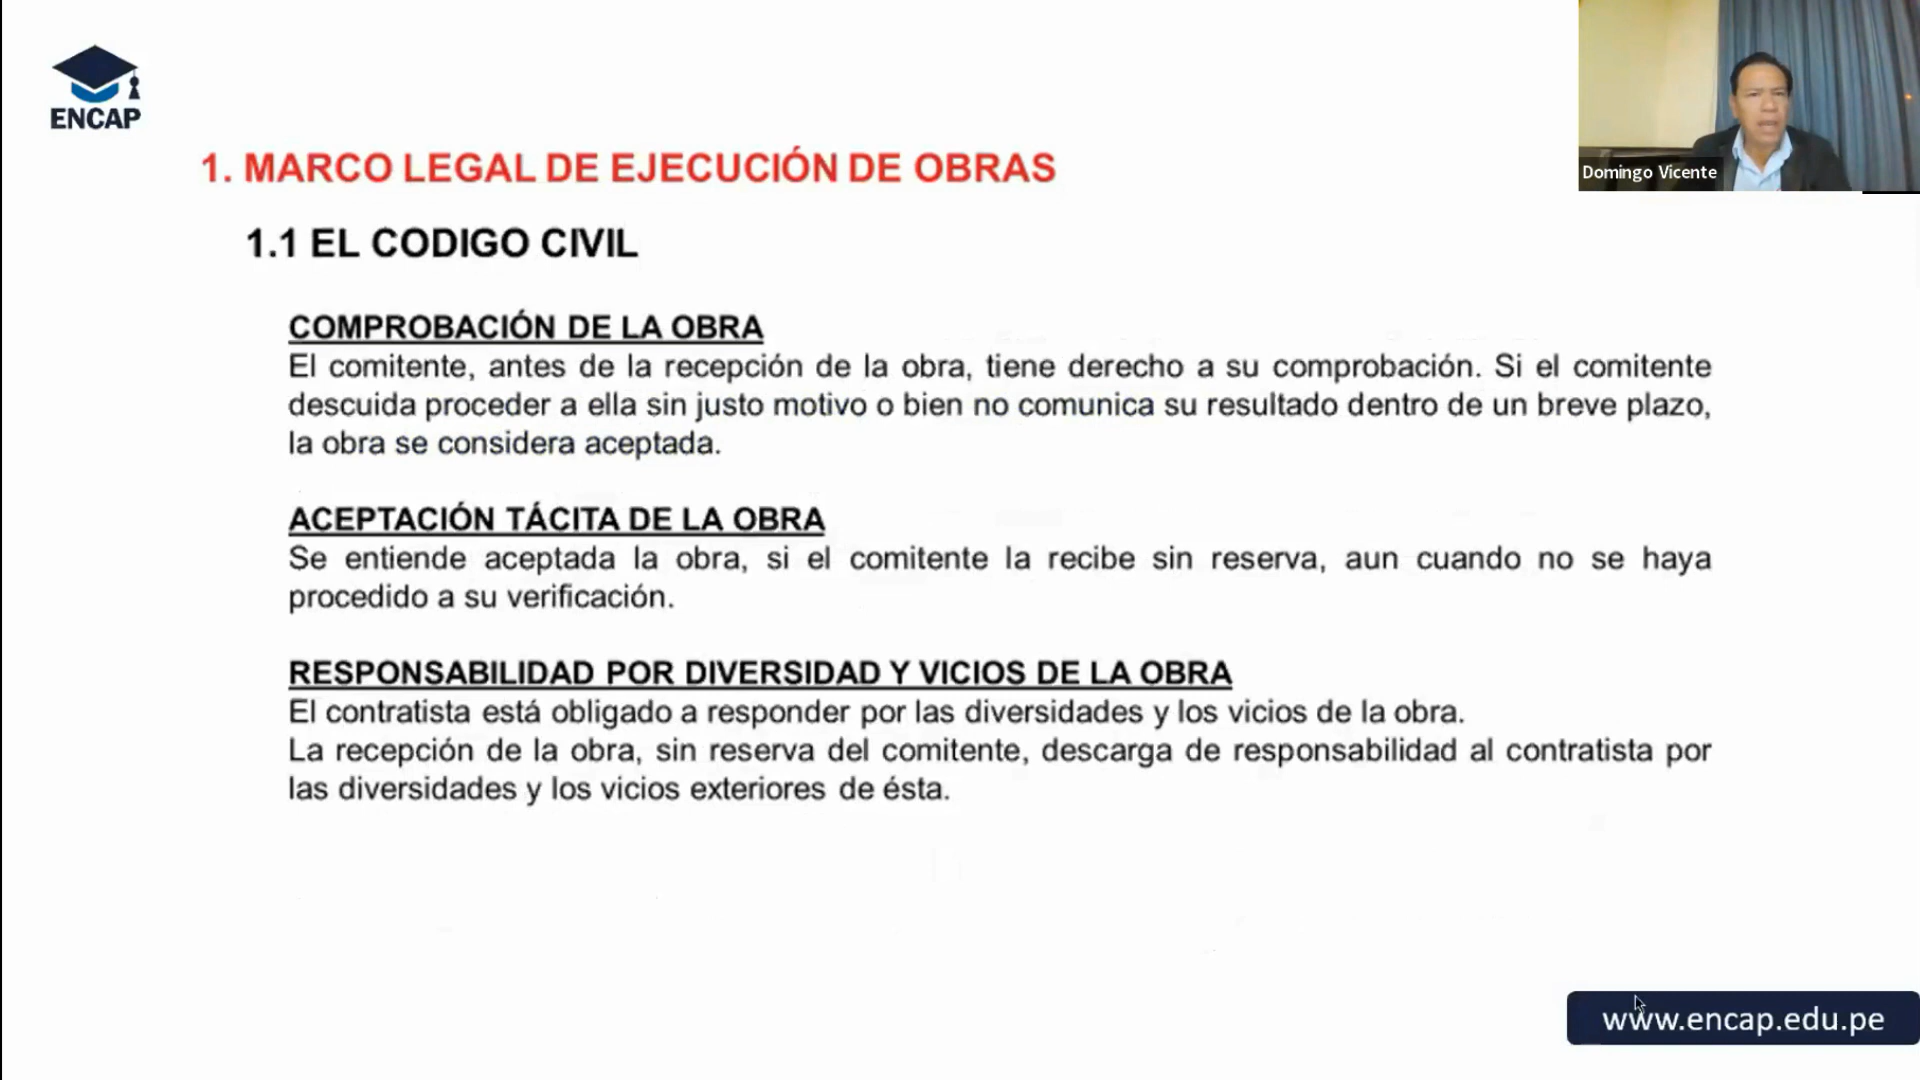 ENCAP
Domingo Vicente
1. MARCO LEGAL DE EJECUCIÓN DE OBRAS
1.1 EL CODIGO CIVIL
COMPROBACIÓN DE LA OBRA
El comitente, antes de la recepción de la obra, tiene derecho a su comprobación. Si el comitente
descuida proceder a ella sin justo motivo o bien no comunica su resultado dentro de un breve plazo,
la obra se considera aceptada.
ACEPTACIÓN TÁCITA DE LA OBRA
Se entiende aceptada la obra, si el comitente la recibe sin reserva, aun cuando no se haya
procedido a su verificación.
RESPONSABILIDAD POR DIVERSIDAD Y VICIOS DE LA OBRA
El contratista está obligado a responder por las diversidades y los vicios de la obra.
La recepción de la obra, sin reserva del comitente, descarga de responsabilidad al contratista por
las diversidades y los vicios exteriores de ésta.
www.encap.edu.pe